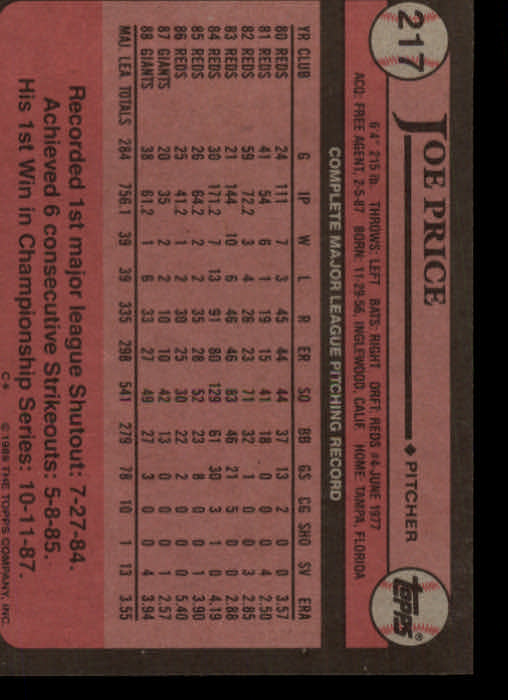 217
JOE PRICE ◆ PITCHER
Topps®
6'4" 215 lb. THROWS: LEFT BATS: RIGHT DRFT: REDS #4-JUNE 1977
ACQ: FREE AGENT, 2-5-87 BORN: 11-29-56, INGLEWOOD, CALIF. HOME: TAMPA, FLORIDA
COMPLETE MAJOR LEAGUE PITCHING RECORD
YR CLUB G IP W L R ER SO BB GS CG SHO SV ERA
80 REDS 24 111 7 3 45 44 44 37 13 2 0 0 3.57
81 REDS 41 54 6 1 19 15 41 18 0 0 0 4 2.50
82 REDS 59 72.2 3 4 26 23 71 32 1 0 0 3 2.85
83 REDS 21 144 10 6 46 46 83 46 21 5 0 0 2.88
84 REDS 30 171.2 7 13 91 80 129 61 30 3 1 0 4.19
85 REDS 26 64.2 2 2 35 28 52 23 8 0 0 1 3.90
86 REDS 25 41.2 1 2 30 25 30 22 2 0 0 0 5.40
87 GIANTS 20 35 2 2 10 10 42 13 0 0 0 1 2.57
88 GIANTS 38 61.2 1 6 33 27 49 27 3 0 0 4 3.94
MAJ. LEA TOTALS 284 756.1 39 39 335 298 541 279 78 10 1 13 3.55
Recorded 1st major league Shutout: 7-27-84.
Achieved 6 consecutive Strikeouts: 5-8-85.
His 1st Win in Championship Series: 10-11-87.
C* ©1989 THE TOPPS COMPANY, INC.